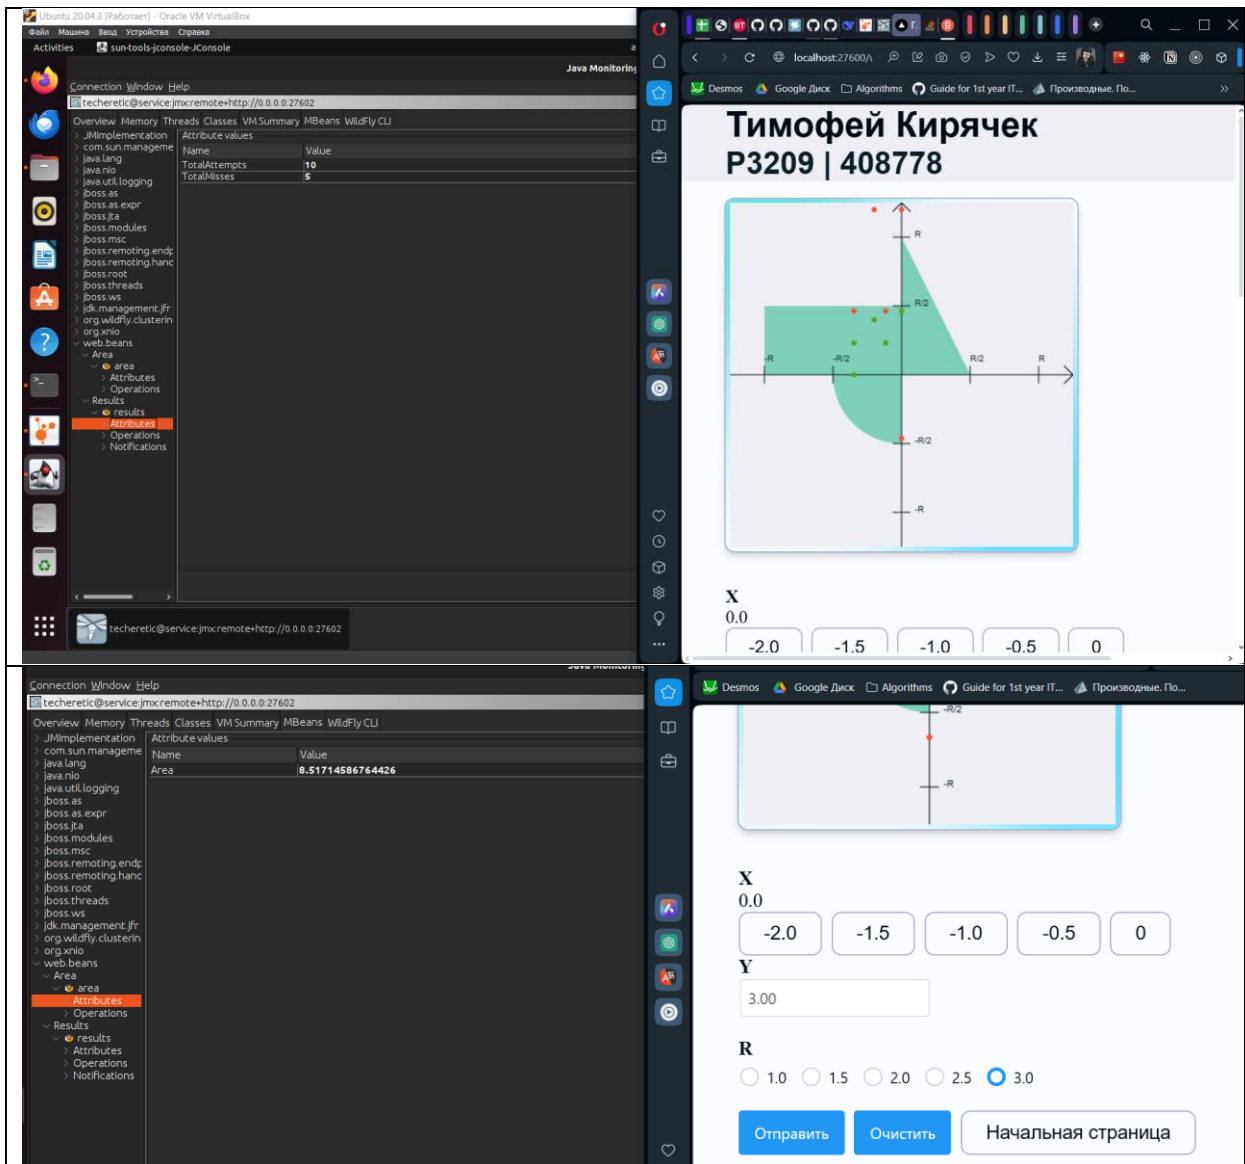 Ubuntu 20.04.3 [Работает] - Oracle VM VirtualBox
Файл Машина Ввод Устройства Справка
Activities sun-tools-jconsole-JConsole
Java Monitoring
Connection Window Help
techeretic@service:jmx:remote+http://0.0.0.0:27602
Overview Memory Threads Classes VM Summary MBeans WildFly CLI
JMImplementation
com.sun.manageme
java.lang
java.nio
java.util.logging
jboss.as
jboss.as.expr
jboss.jta
jboss.modules
jboss.msc
jboss.remoting.endp
jboss.remoting.hanc
jboss.root
jboss.threads
jboss.ws
jdk.management.jfr
org.wildfly.clusterin
org.xnio
web.beans
Area
area
Attributes
Operations
Results
results
Attributes
Operations
Notifications
Attribute values
Name Value
TotalAttempts 10
TotalMisses 5
techeretic@service:jmx:remote+http://0.0.0.0:27602
localhost:27600/
Desmos Google Диск Algorithms Guide for 1st year IT... Производные. По...
Тимофей Кирячек
P3209 | 408778
R
R/2
-R
-R/2
R/2
R
-R/2
-R
X
0.0
-2.0 -1.5 -1.0 -0.5 0
Connection Window Help
techeretic@service:jmx:remote+http://0.0.0.0:27602
Overview Memory Threads Classes VM Summary MBeans WildFly CLI
JMImplementation
com.sun.manageme
java.lang
java.nio
java.util.logging
jboss.as
jboss.as.expr
jboss.jta
jboss.modules
jboss.msc
jboss.remoting.endp
jboss.remoting.hanc
jboss.root
jboss.threads
jboss.ws
jdk.management.jfr
org.wildfly.clusterin
org.xnio
web.beans
Area
area
Attributes
Operations
Results
results
Attributes
Operations
Notifications
Attribute values
Name Value
Area 8.51714586764426
Desmos Google Диск Algorithms Guide for 1st year IT... Производные. По...
-R/2
-R
X
0.0
-2.0 -1.5 -1.0 -0.5 0
Y
3.00
R
1.0 1.5 2.0 2.5 3.0
Отправить Очистить Начальная страница